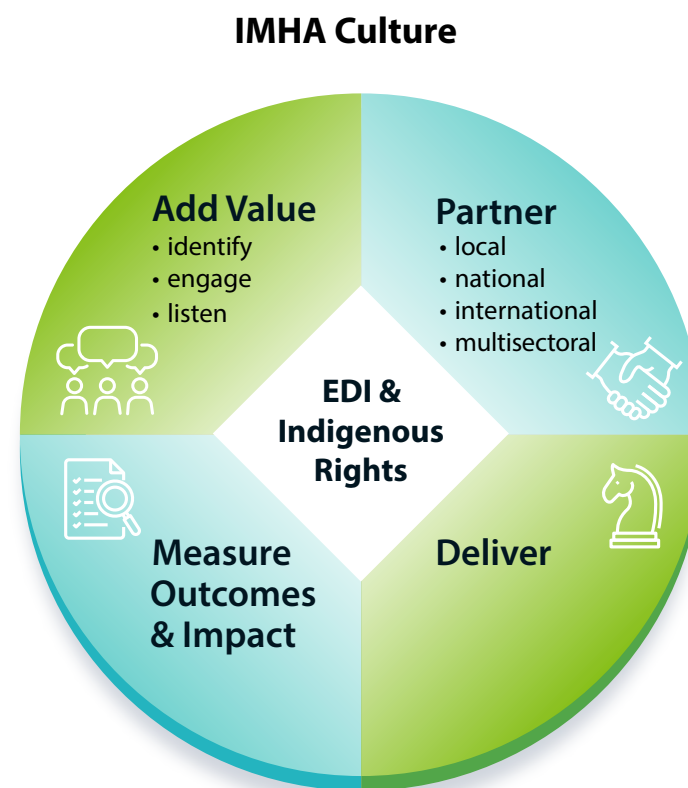 IMHA Culture
Add Value
• identify
• engage
• listen
Partner
• local
• national
• international
• multisectoral
EDI &
Indigenous
Rights
Measure
Outcomes
& Impact
Deliver